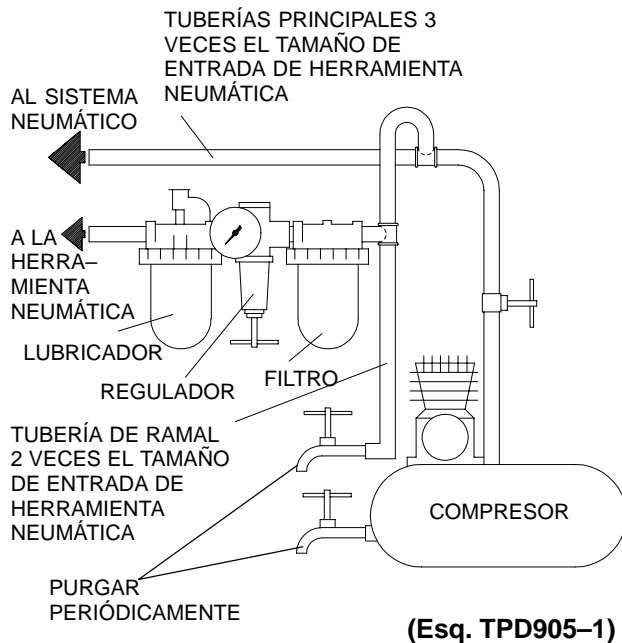 TUBERÍAS PRINCIPALES 3
VECES EL TAMAÑO DE
ENTRADA DE HERRAMIENTA
NEUMÁTICA
AL SISTEMA
NEUMÁTICO
A LA
HERRA–
MIENTA
NEUMÁTICA
LUBRICADOR
REGULADOR
FILTRO
TUBERÍA DE RAMAL
2 VECES EL TAMAÑO
DE ENTRADA DE
HERRAMIENTA
NEUMÁTICA
COMPRESOR
PURGAR
PERIÓDICAMENTE
(Esq. TPD905–1)